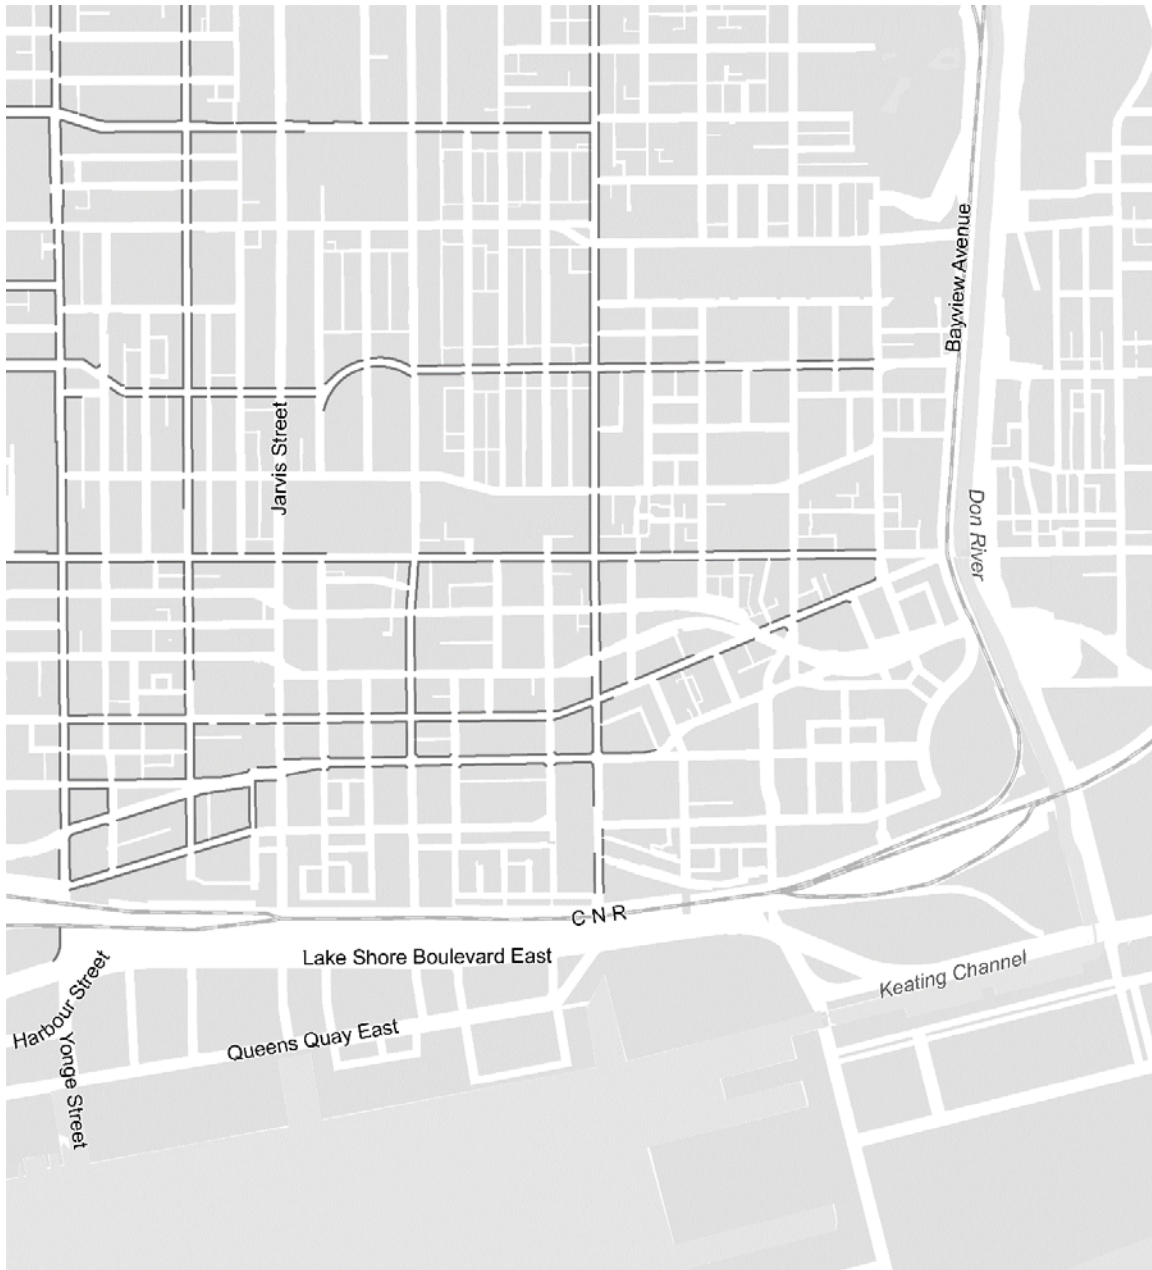 Bayview Avenue
Jarvis Street
Don River
C N R
Lake Shore Boulevard East
Keating Channel
Harbour Street
Queens Quay East
Yonge Street